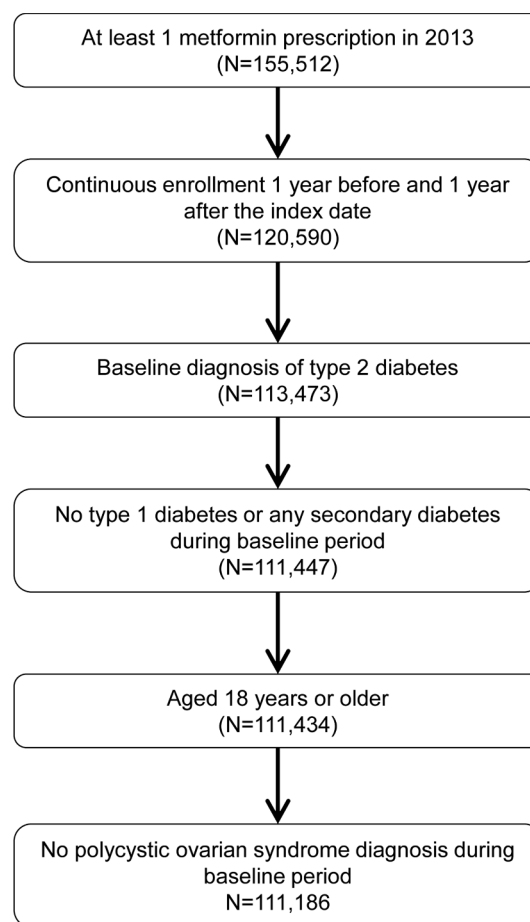 At least 1 metformin prescription in 2013
(N=155,512)
Continuous enrollment 1 year before and 1 year
after the index date
(N=120,590)
Baseline diagnosis of type 2 diabetes
(N=113,473)
No type 1 diabetes or any secondary diabetes
during baseline period
(N=111,447)
Aged 18 years or older
(N=111,434)
No polycystic ovarian syndrome diagnosis during
baseline period
N=111,186